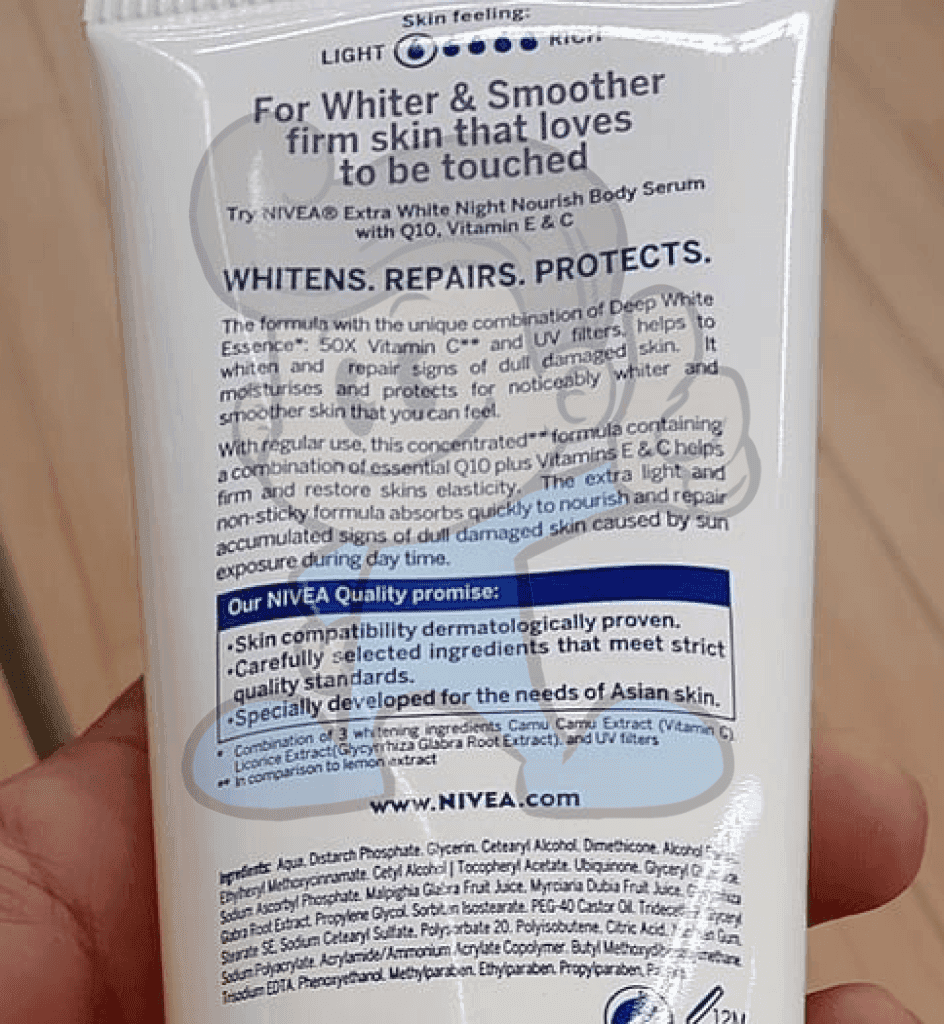 Skin feeling:
LIGHT RICH
For Whiter & Smoother
firm skin that loves
to be touched
Try NIVEA® Extra White Night Nourish Body Serum
with Q10, Vitamin E & C
WHITENS. REPAIRS. PROTECTS.
The formula with the unique combination of Deep White
Essence*: 50X Vitamin C** and UV filters, helps to
whiten and repair signs of dull damaged skin. It
moisturises and protects for noticeably whiter and
smoother skin that you can feel.
With regular use, this concentrated** formula containing
a combination of essential Q10 plus Vitamins E & C helps
firm and restore skins elasticity. The extra light and
non-sticky formula absorbs quickly to nourish and repair
accumulated signs of dull damaged skin caused by sun
exposure during day time.
Our NIVEA Quality promise:
•Skin compatibility dermatologically proven.
•Carefully selected ingredients that meet strict
quality standards.
•Specially developed for the needs of Asian skin.
* Combination of 3 whitening ingredients Camu Camu Extract (Vitamin C),
Licorice Extract(Glycyrrhiza Glabra Root Extract). and UV filters
** In comparison to lemon extract
www.NIVEA.com
Ingredients: Aqua, Distarch Phosphate, Glycerin, Cetearyl Alcohol, Dimethicone, Alcohol
Ethylhexyl Methoxycinnamate, Cetyl Alcohol, Tocopheryl Acetate, Ubiquinone, Glyceryl
Sodium Ascorbyl Phosphate, Malpighia Glabra Fruit Juice, Myrciaria Dubia Fruit Juice,
Glabra Root Extract, Propylene Glycol, Sorbitan Isostearate, PEG-40 Castor Oil,
Stearate SE, Sodium Cetearyl Sulfate, Polysorbate 20, Polyisobutene, Citric Acid, Gum,
Sodium Polyacrylate, Acrylamide/Ammonium Acrylate Copolymer, Butyl
Trisodium EDTA, Phenoxyethanol, Methylparaben, Ethylparaben, Propylparaben,
12M